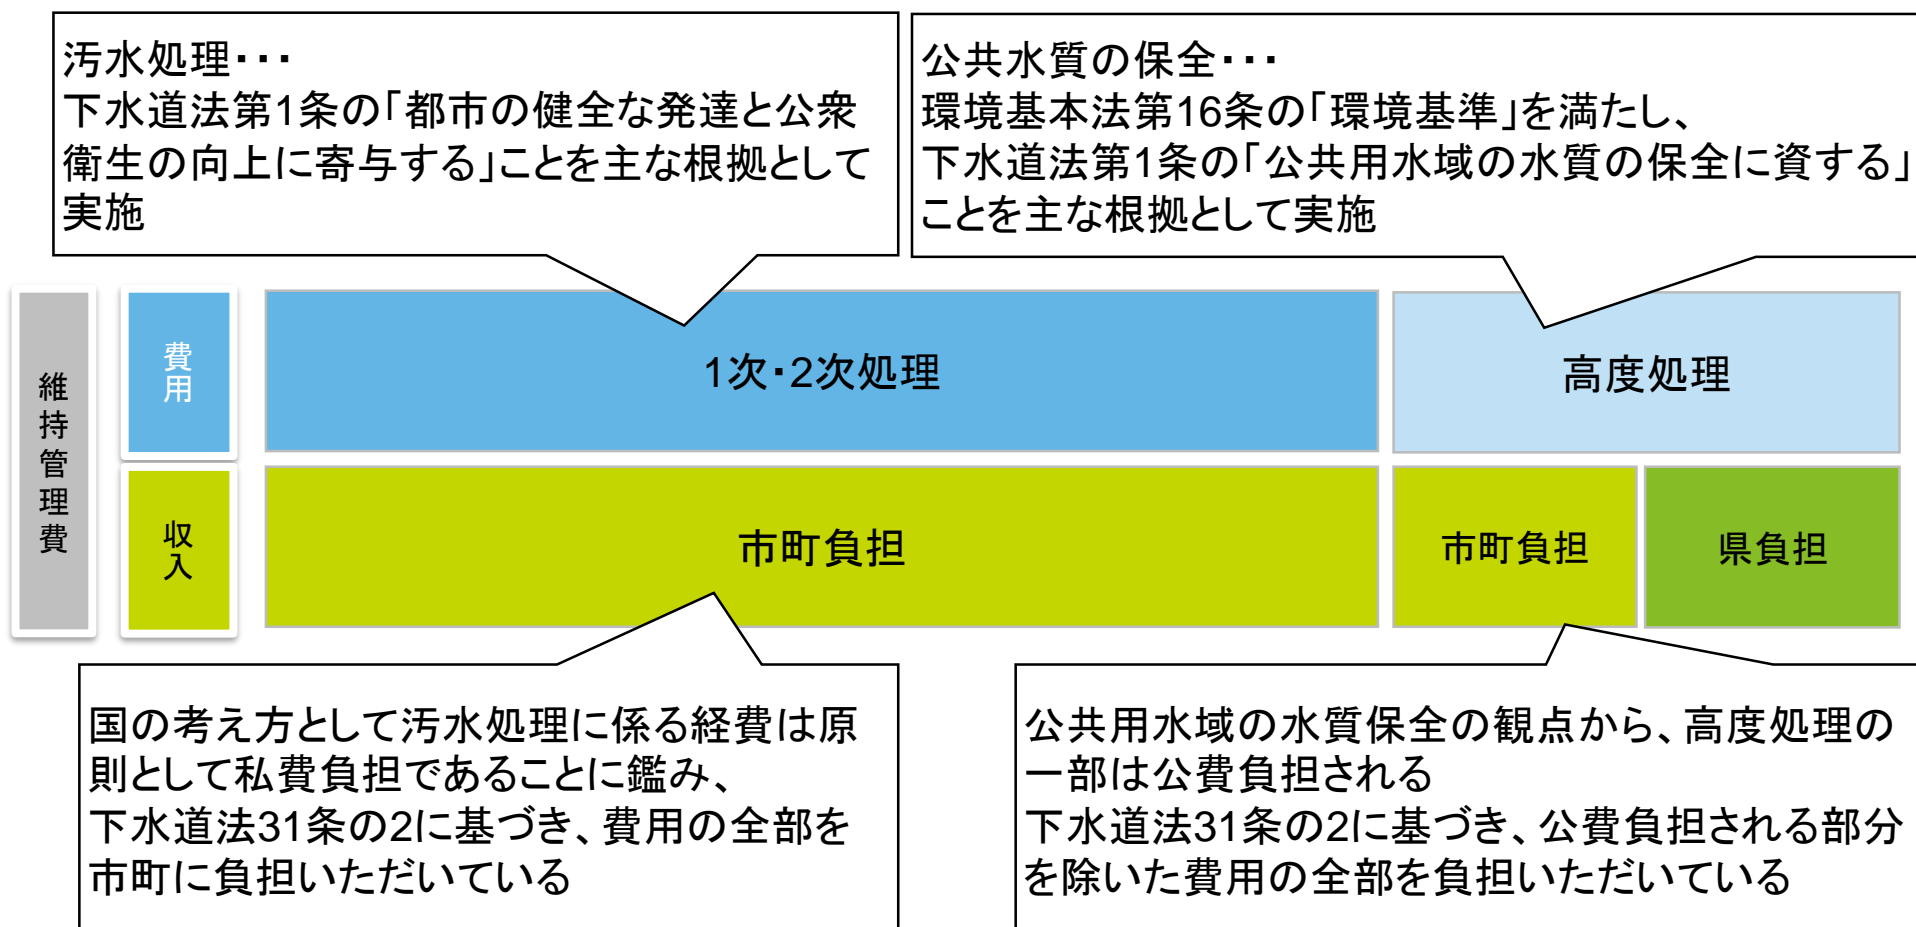 汚水処理・・・
下水道法第1条の「都市の健全な発達と公衆
衛生の向上に寄与する」ことを主な根拠として
実施
公共水質の保全・・・
環境基本法第16条の「環境基準」を満たし、
下水道法第1条の「公共用水域の水質の保全に資する」
ことを主な根拠として実施
維持管理費
費用
1次・2次処理
高度処理
収入
市町負担
市町負担
県負担
国の考え方として汚水処理に係る経費は原
則として私費負担であることに鑑み、
下水道法31条の2に基づき、費用の全部を
市町に負担いただいている
公共用水域の水質保全の観点から、高度処理の
一部は公費負担される
下水道法31条の2に基づき、公費負担される部分
を除いた費用の全部を負担いただいている